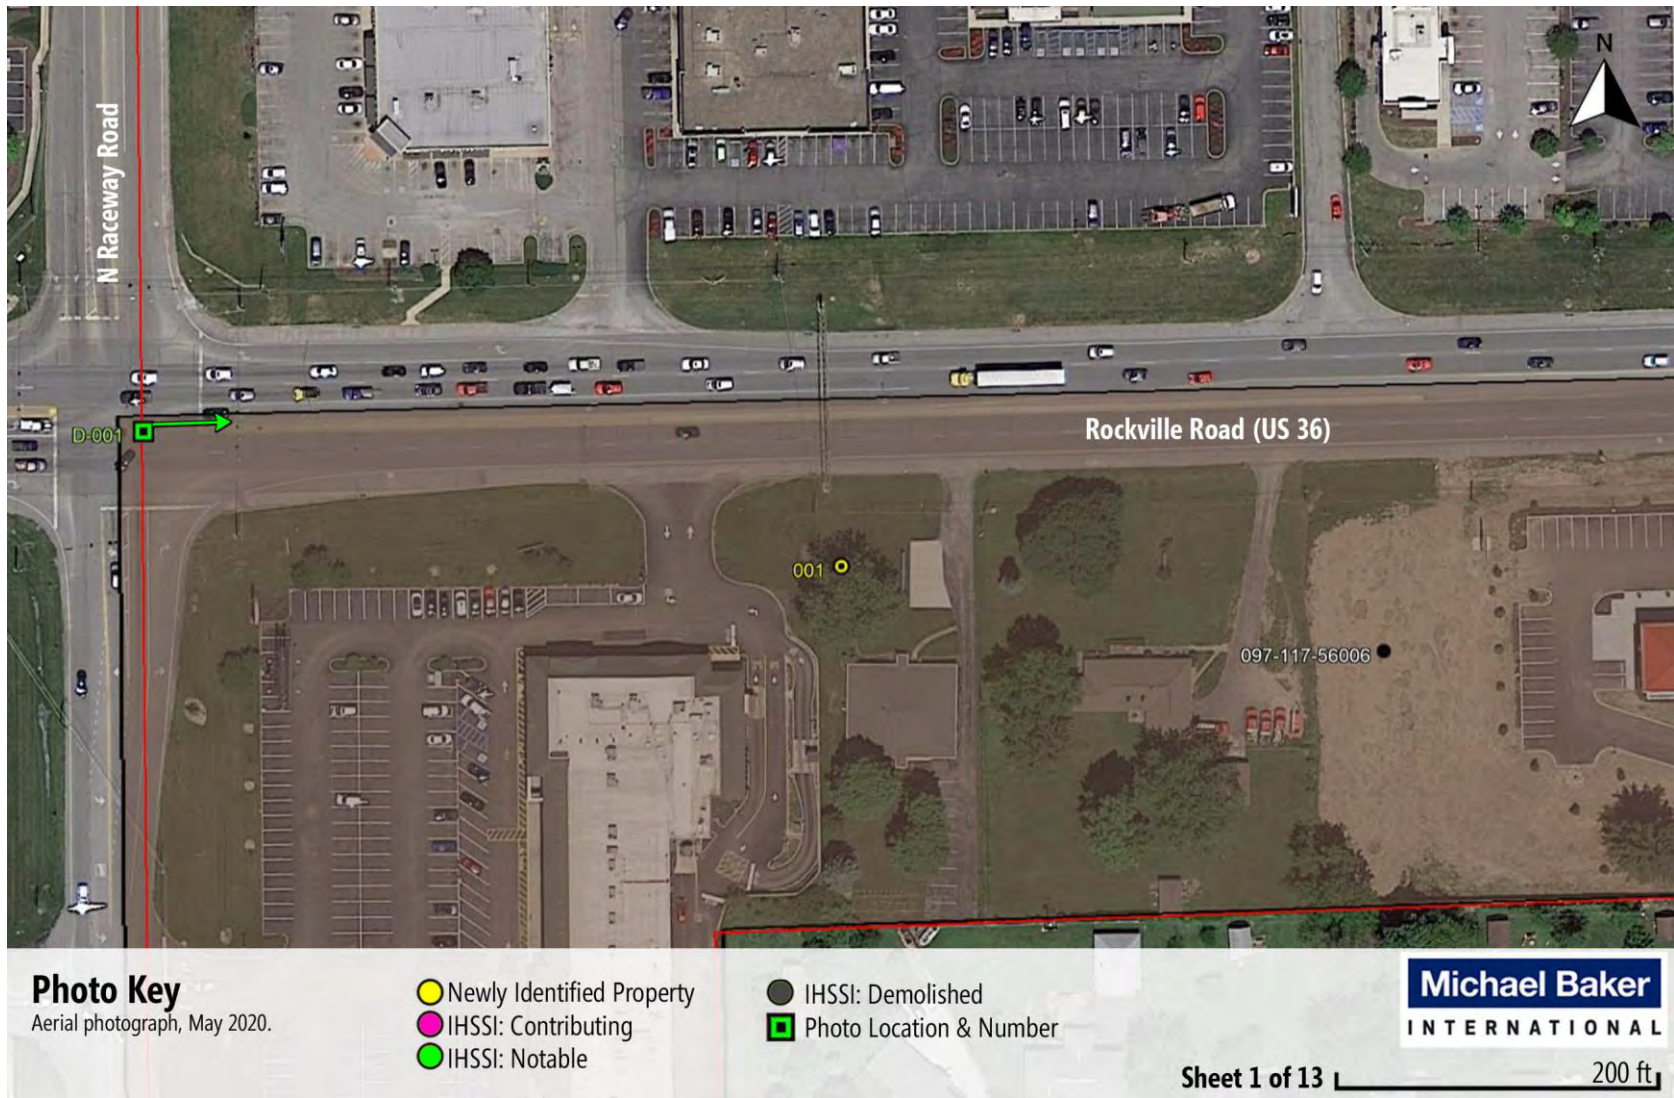 N
N Raceway Road
D-001
Rockville Road (US 36)
001
097-117-56006
Photo Key
Aerial photograph, May 2020.
Newly Identified Property
IHSSI: Contributing
IHSSI: Notable
IHSSI: Demolished
Photo Location & Number
Michael Baker
INTERNATIONAL
Sheet 1 of 13
200 ft